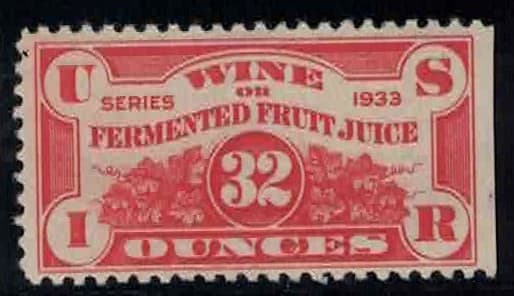 U S
WINE
OR
SERIES 1933
FERMENTED FRUIT JUICE
32
I R
OUNCES